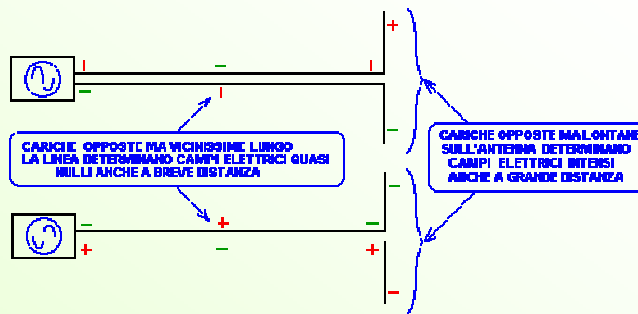 CARICHE OPPOSTE MA VICINISSIME LUNGO
LA LINEA DETERMINANO CAMPI ELETTRICI QUASI
NULLI ANCHE A BREVE DISTANZA
CARICHE OPPOSTE MA LONTANE
SULL'ANTENNA DETERMINANO
CAMPI ELETTRICI INTENSI
ANCHE A GRANDE DISTANZA